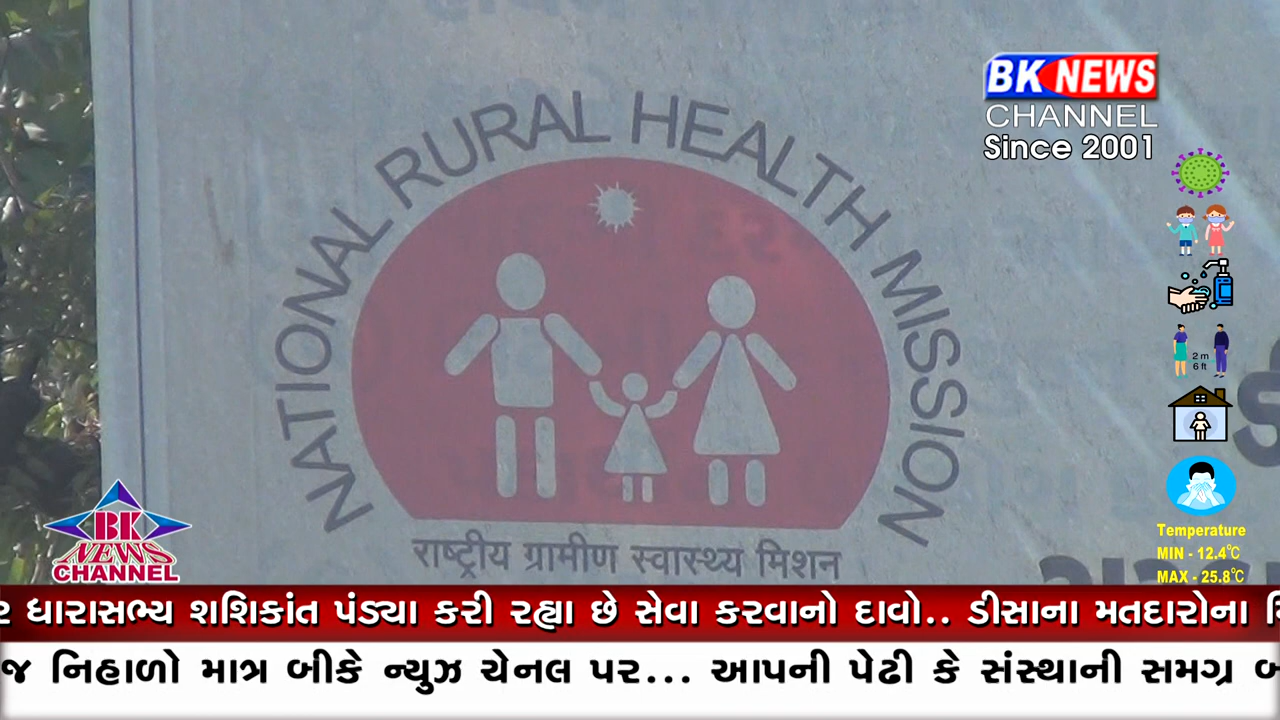 NATIONAL RURAL HEALTH MISSION
राष्ट्रीय ग्रामीण स्वास्थ्य मिशन
BK NEWS
CHANNEL
Since 2001
2 m
6 ft
BK
NEWS
CHANNEL
Temperature
MIN - 12.4℃
MAX - 25.8℃
ધારાસભ્ય શશિકાંત પંડ્યા કરી રહ્યા છે સેવા કરવાનો દાવો.. ડીસાના મતદારોના
જ નિહાળો માત્ર બીકે ન્યુઝ ચેનલ પર... આપની પેઢી કે સંસ્થાની સમગ્ર